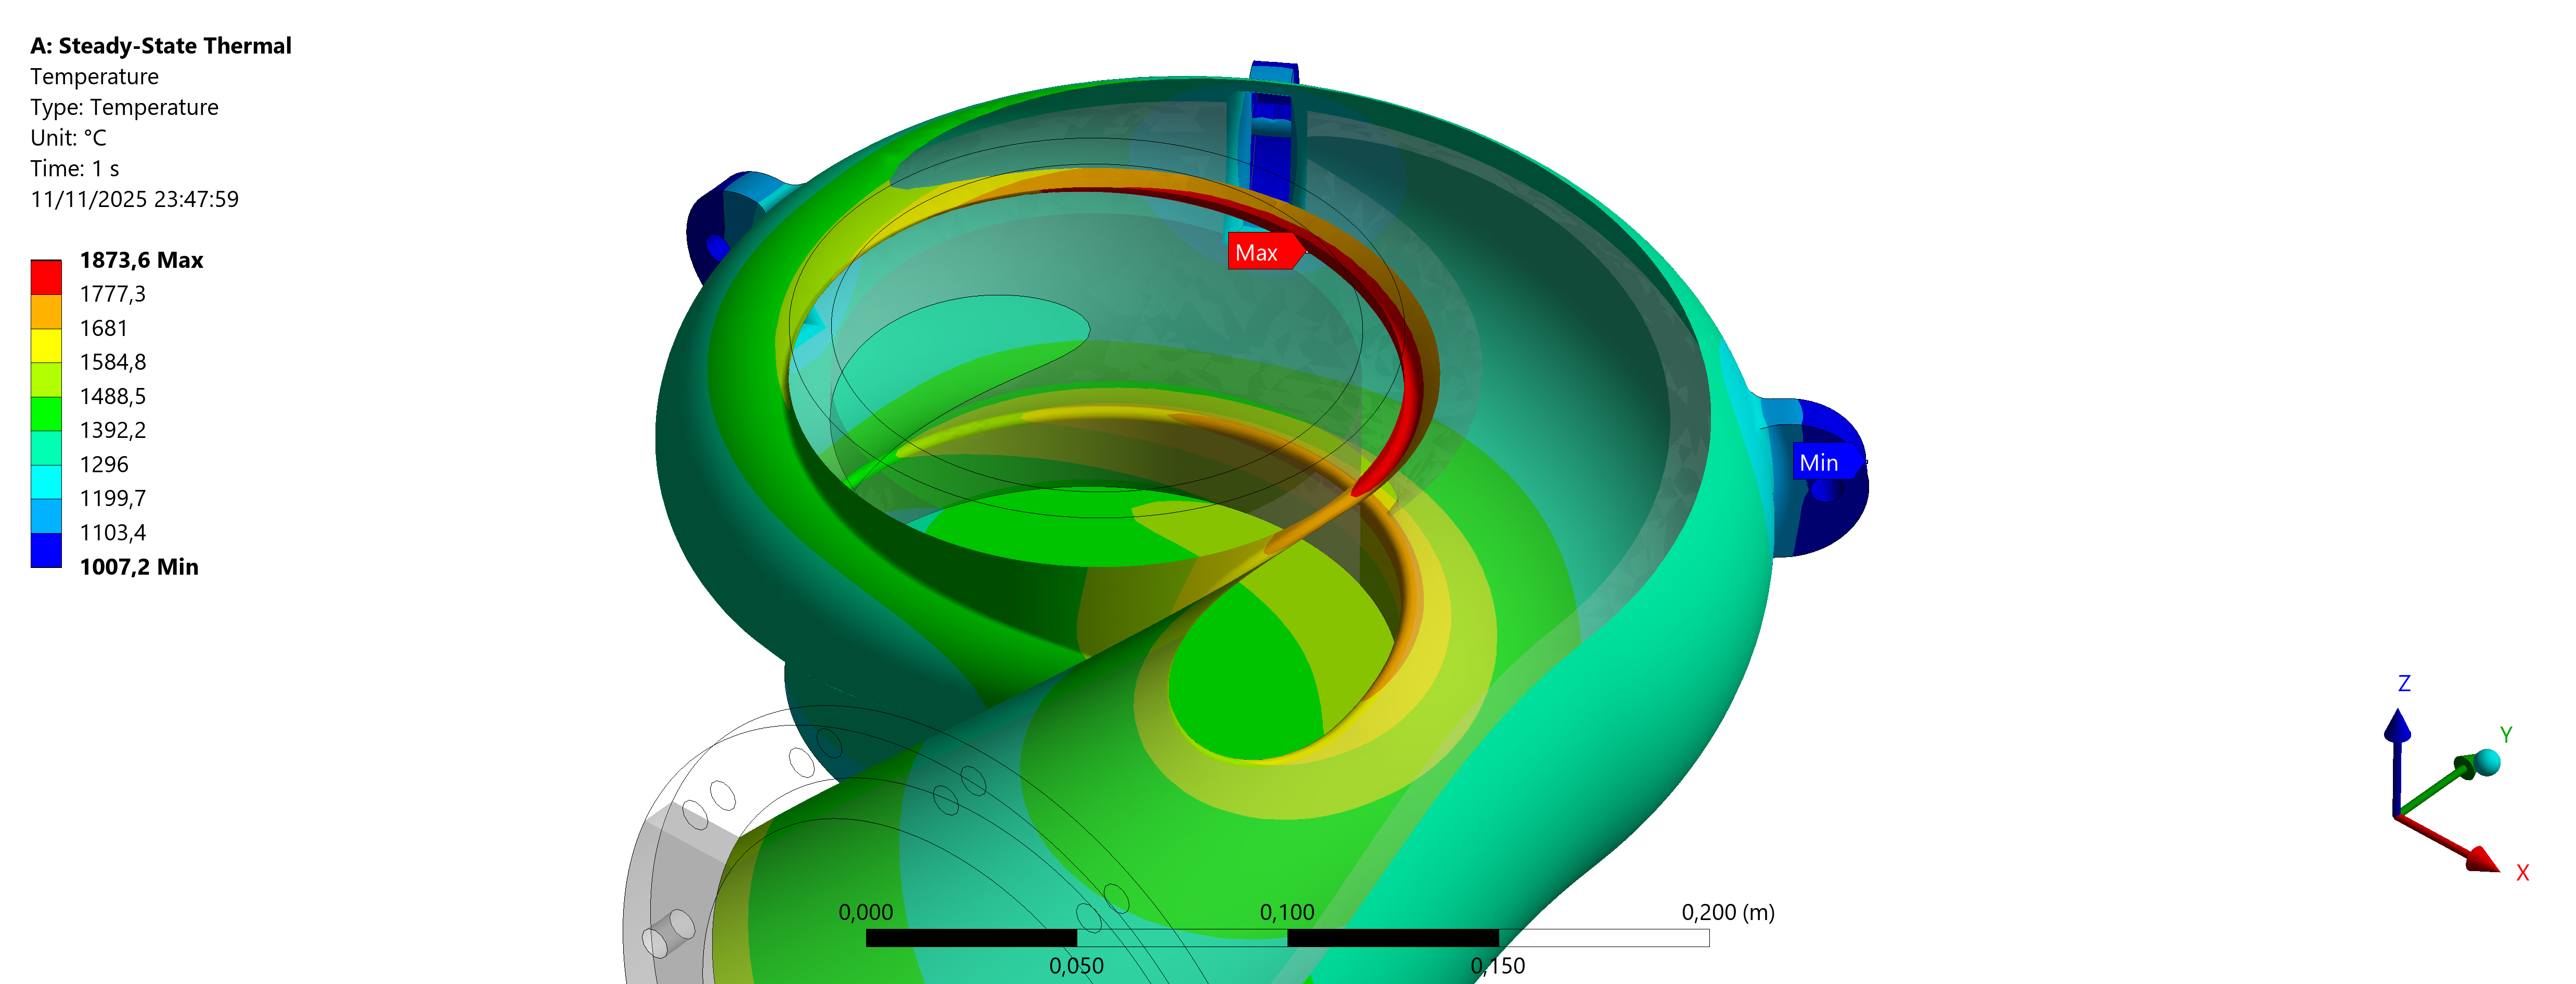 A: Steady-State Thermal
Temperature
Type: Temperature
Unit: °C
Time: 1 s
11/11/2025 23:47:59
1873,6 Max
1777,3
1681
1584,8
1488,5
1392,2
1296
1199,7
1103,4
1007,2 Min
Max
Min
0,000
0,100
0,200 (m)
0,050
0,150
Z
Y
X